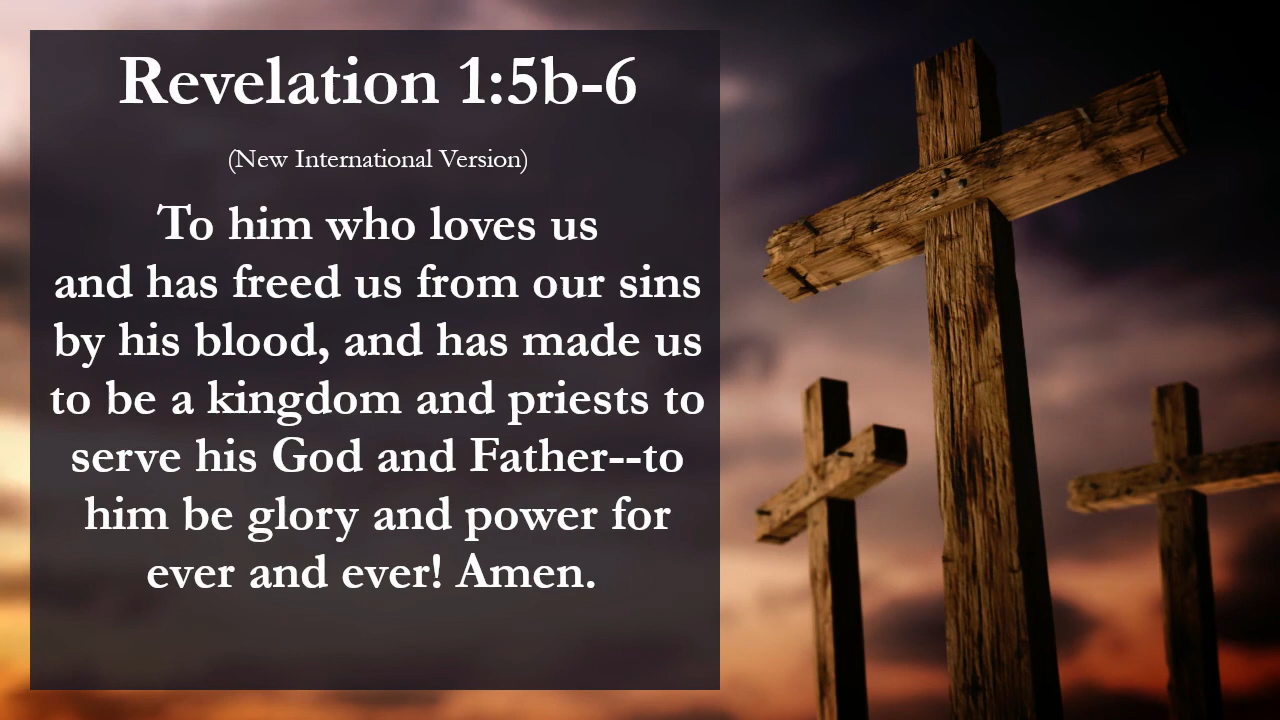 Revelation 1:5b-6
(New International Version)
To him who loves us
and has freed us from our sins
by his blood, and has made us
to be a kingdom and priests to
serve his God and Father--to
him be glory and power for
ever and ever! Amen.